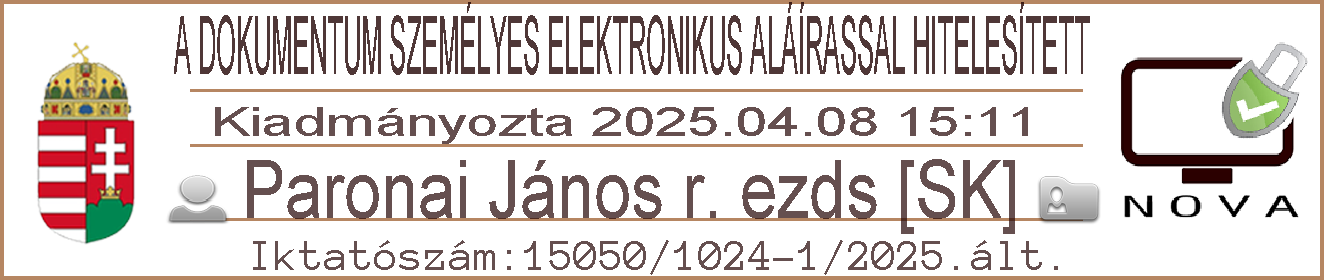 A DOKUMENTUM SZEMÉLYES ELEKTRONIKUS ALÁÍRASSAL HITELESÍTETT
Kiadmányozta 2025.04.08 15:11
Paronai János r. ezds [SK]
NOVA
Iktatószám:15050/1024-1/2025.ált.